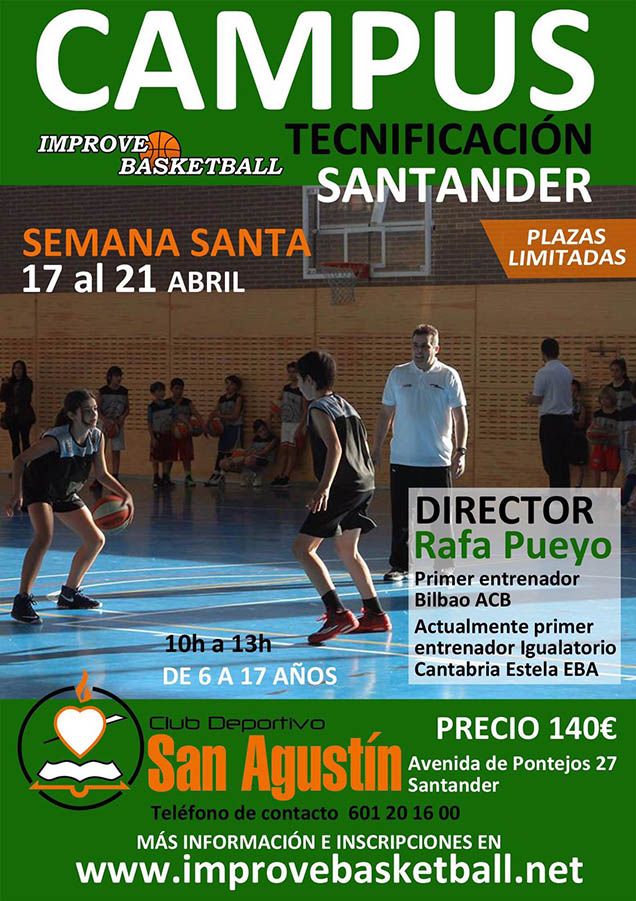 CAMPUS
IMPROVE
BASKETBALL
TECNIFICACIÓN
SANTANDER
SEMANA SANTA
17 al 21 ABRIL
PLAZAS
LIMITADAS
DIRECTOR
Rafa Pueyo
Primer entrenador
Bilbao ACB
Actualmente primer
entrenador Igualatorio
Cantabria Estela EBA
10h a 13h
DE 6 A 17 AÑOS
Club Deportivo
San Agustín
PRECIO 140€
Avenida de Pontejos 27
Santander
Teléfono de contacto 601 20 16 00
MÁS INFORMACIÓN E INSCRIPCIONES EN
www.improvebasketball.net